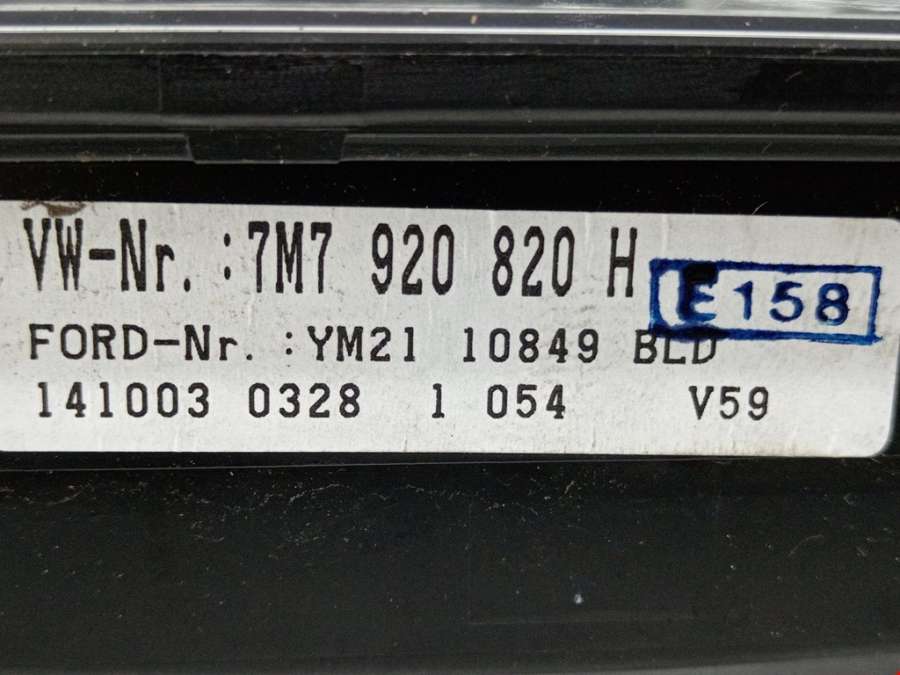 VW-Nr. :7M7 920 820 H
E158
FORD-Nr. :YM21 10849 BLD
141003 0328 1 054 V59